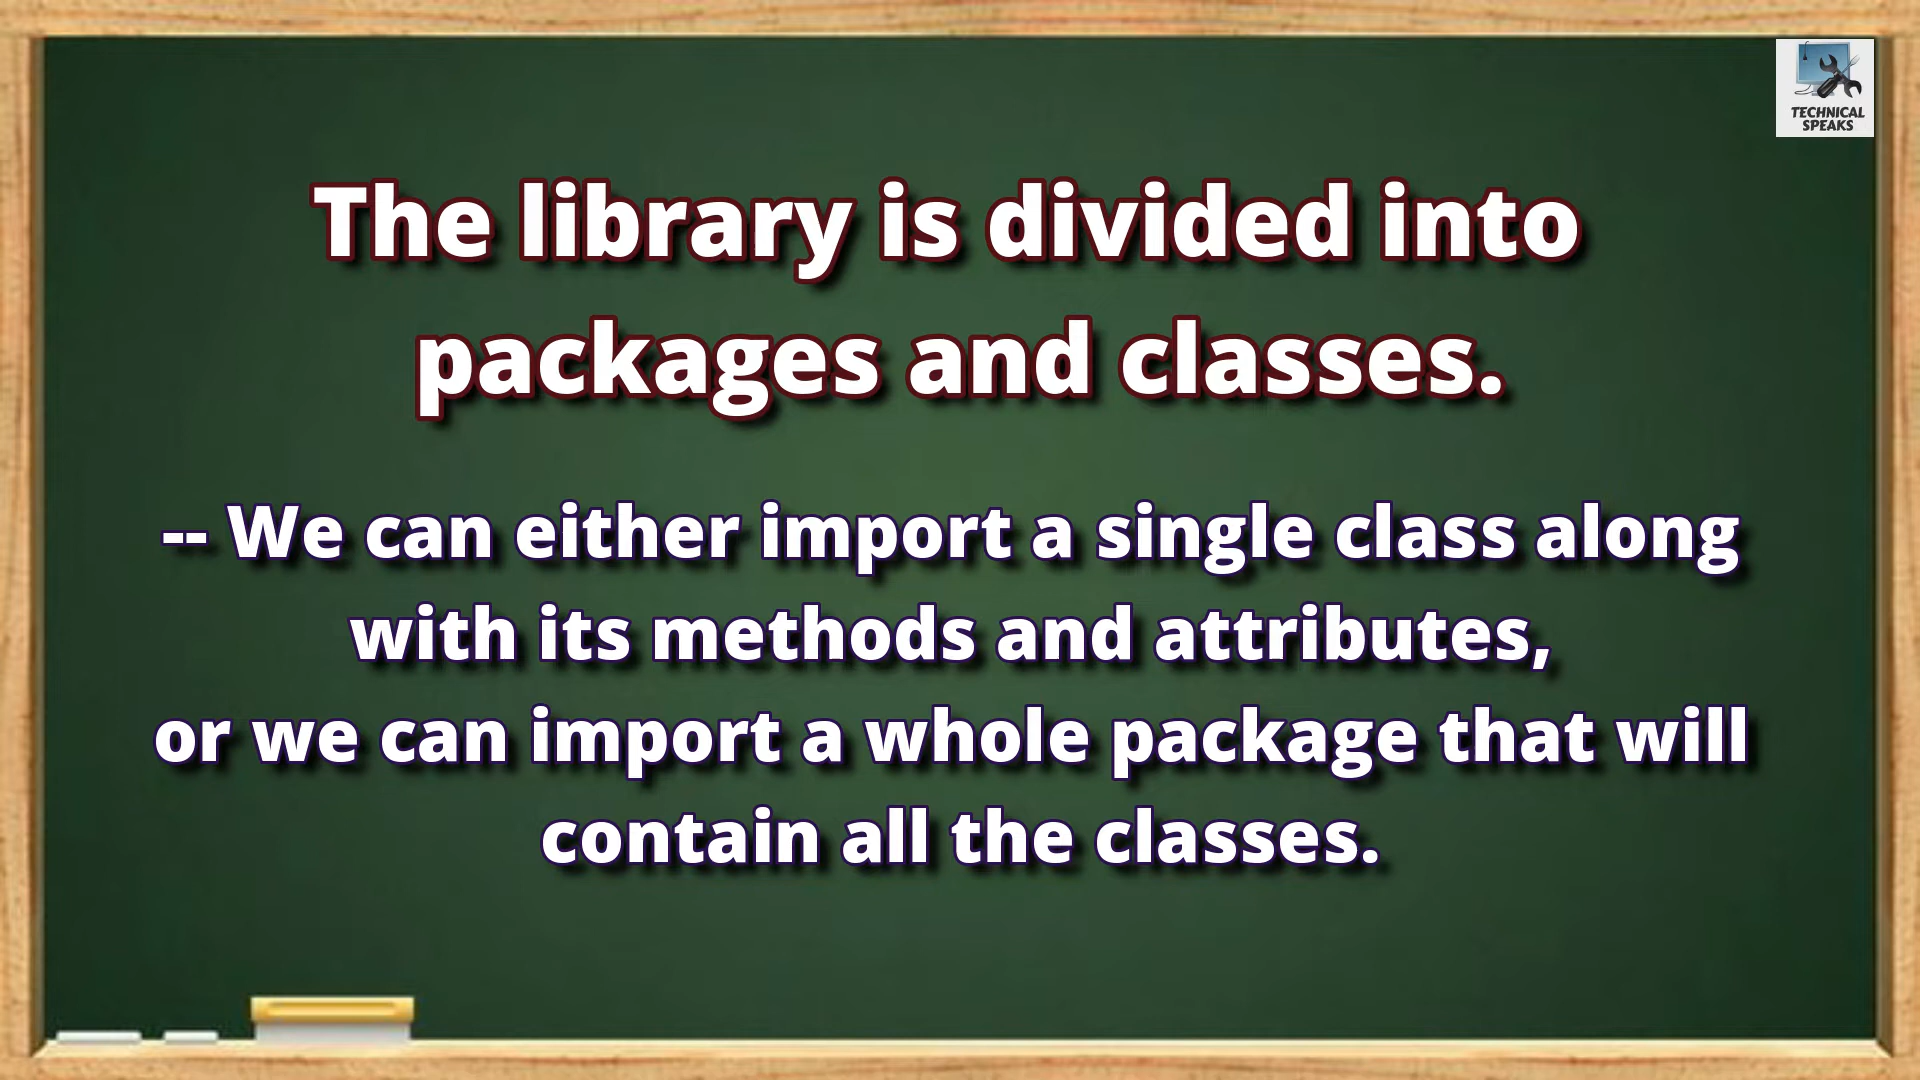 TECHNICAL
SPEAKS
The library is divided into
packages and classes.
-- We can either import a single class along
with its methods and attributes,
or we can import a whole package that will
contain all the classes.